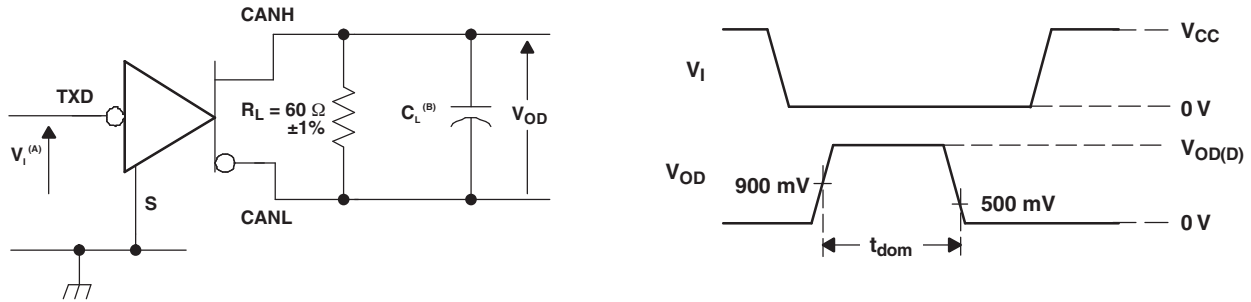 CANH
TXD
R_L = 60 Ω
±1%
C_L (B)
V_OD
V_I (A)
S
CANL
V_I
V_CC
0 V
V_OD
900 mV
V_OD(D)
500 mV
0 V
t_dom